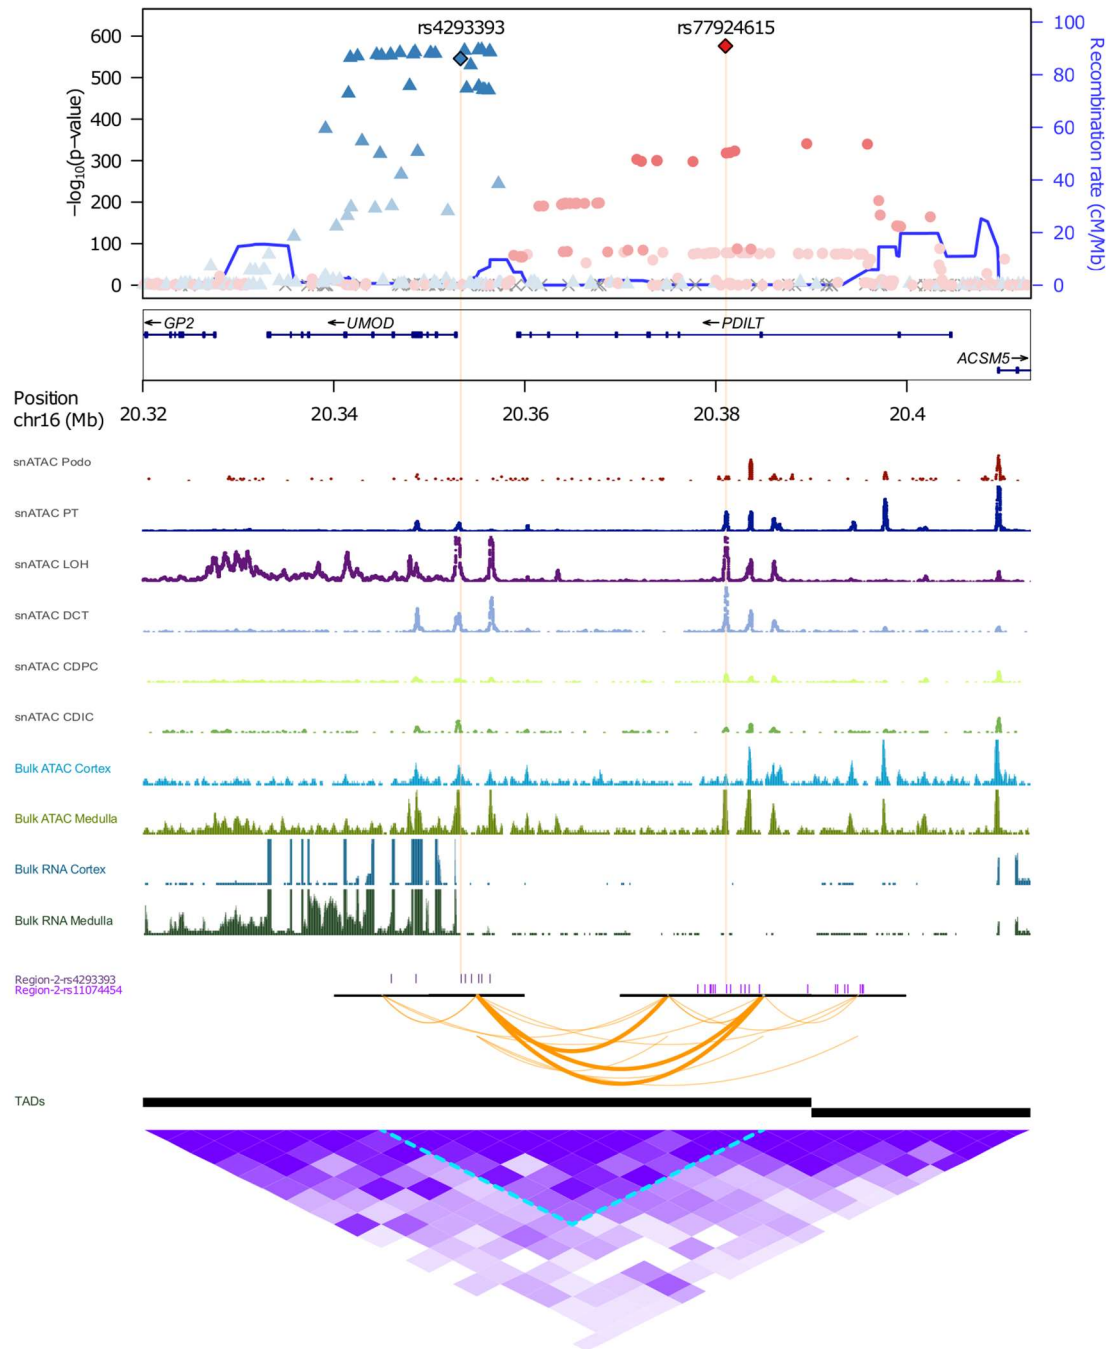 rs4293393 rs77924615
600
500
400
300
200
100
0
−log10(p−value)
100
80
60
40
20
0
Recombination rate (cM/Mb)
←GP2 ←UMOD ←PDILT
ACSM5→
Position
chr16 (Mb)
20.32 20.34 20.36 20.38 20.4
snATAC Podo
snATAC PT
snATAC LOH
snATAC DCT
snATAC CDPC
snATAC CDIC
Bulk ATAC Cortex
Bulk ATAC Medulla
Bulk RNA Cortex
Bulk RNA Medulla
Region-2-rs4293393
Region-2-rs11074454
TADs